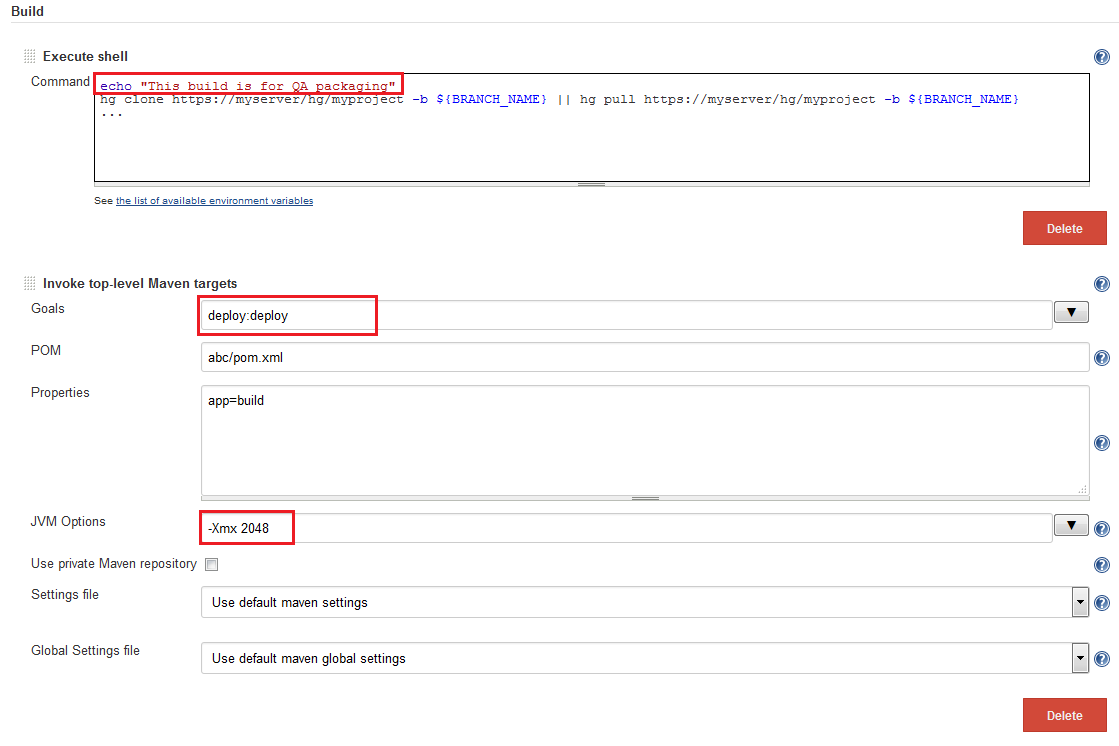 Build
Execute shell
Command
echo "This build is for QA packaging"
hg clone https://myserver/hg/myproject -b ${BRANCH_NAME} || hg pull https://myserver/hg/myproject -b ${BRANCH_NAME}
...
See the list of available environment variables
Delete
Invoke top-level Maven targets
Goals
deploy:deploy
POM
abc/pom.xml
Properties
app=build
JVM Options
-Xmx 2048
Use private Maven repository
Settings file
Use default maven settings
Global Settings file
Use default maven global settings
Delete